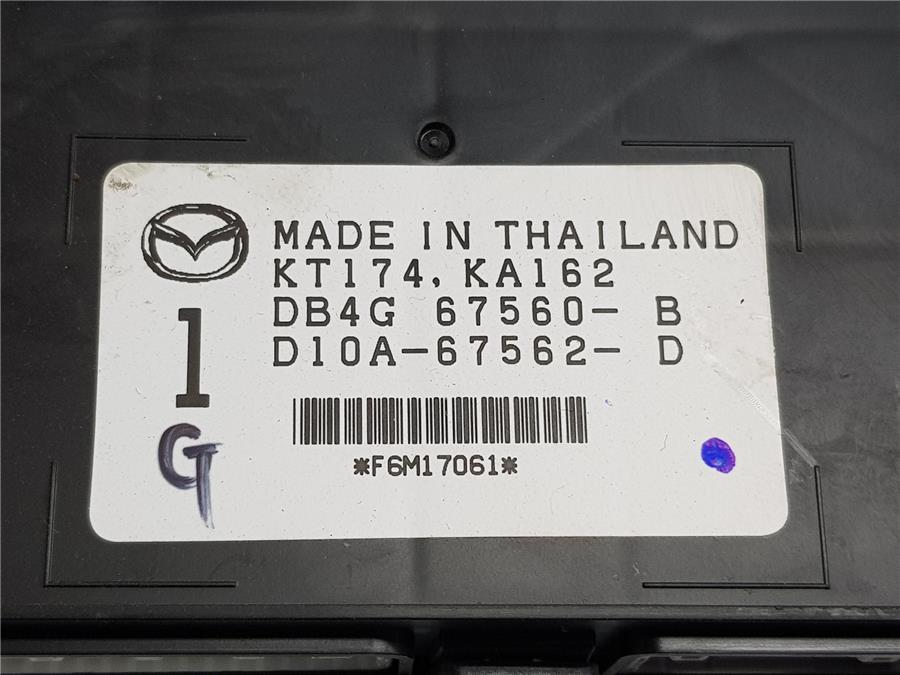 MADE IN THAILAND
KT174, KA162
DB4G 67560- B
D10A-67562- D
1
G
*F6M17061*